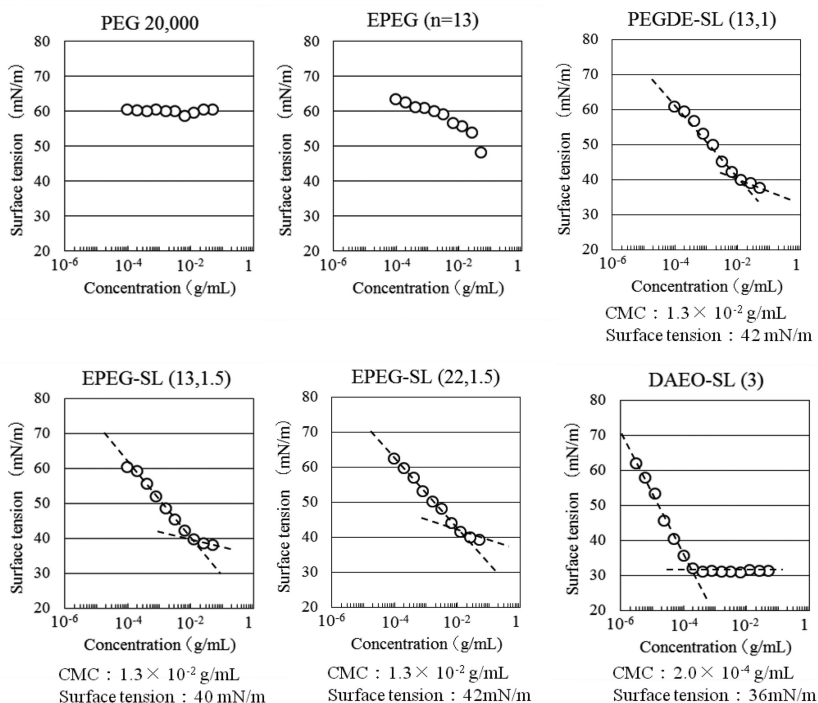 PEG 20,000
EPEG (n=13)
PEGDE-SL (13,1)
Surface tension (mN/m)
80
70
60
50
40
30
20
10-6
10-4
10-2
1
Concentration (g/mL)
Surface tension (mN/m)
80
70
60
50
40
30
20
10-6
10-4
10-2
1
Concentration (g/mL)
Surface tension (mN/m)
80
70
60
50
40
30
20
10-6
10-4
10-2
1
Concentration (g/mL)
CMC : 1.3× 10-2 g/mL
Surface tension : 42 mN/m
EPEG-SL (13,1.5)
EPEG-SL (22,1.5)
DAEO-SL (3)
Surface tension (mN/m)
80
70
60
50
40
30
20
10-6
10-4
10-2
1
Concentration (g/mL)
CMC : 1.3× 10-2 g/mL
Surface tension : 40 mN/m
Surface tension (mN/m)
80
70
60
50
40
30
20
10-6
10-4
10-2
1
Concentration (g/mL)
CMC : 1.3× 10-2 g/mL
Surface tension : 42mN/m
Surface tension (mN/m)
80
70
60
50
40
30
20
10-6
10-4
10-2
1
Concentration (g/mL)
CMC : 2.0× 10-4 g/mL
Surface tension : 36mN/m